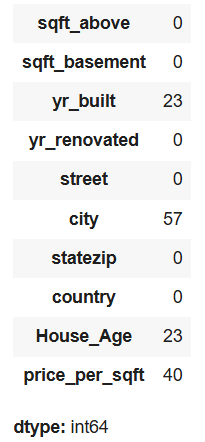 sqft_above 0
sqft_basement 0
yr_built 23
yr_renovated 0
street 0
city 57
statezip 0
country 0
House_Age 23
price_per_sqft 40
dtype: int64